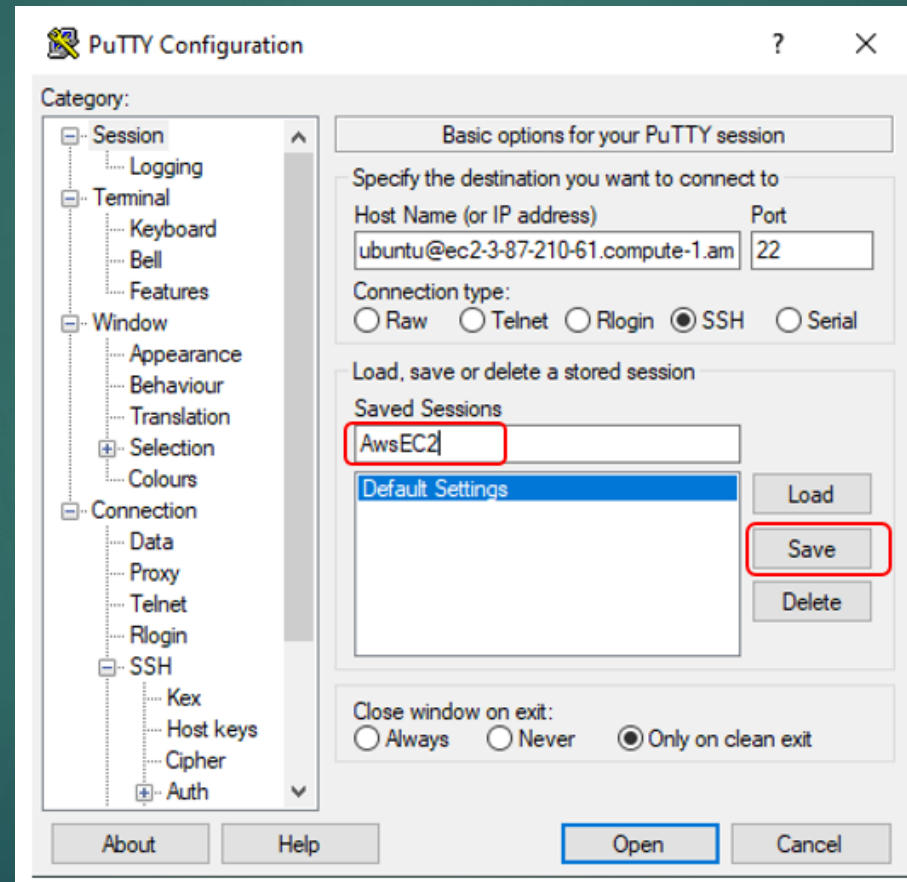 PuTTY Configuration
?
Category:
Session
Logging
Terminal
Keyboard
Bell
Features
Window
Appearance
Behaviour
Translation
Selection
Colours
Connection
Data
Proxy
Telnet
Rlogin
SSH
Kex
Host keys
Cipher
Auth
Basic options for your PuTTY session
Specify the destination you want to connect to
Host Name (or IP address) Port
ubuntu@ec2-3-87-210-61.compute-1.am 22
Connection type:
Raw Telnet Rlogin SSH Serial
Load, save or delete a stored session
Saved Sessions
AwsEC2
Default Settings
Load
Save
Delete
Close window on exit:
Always Never Only on clean exit
About Help Open Cancel